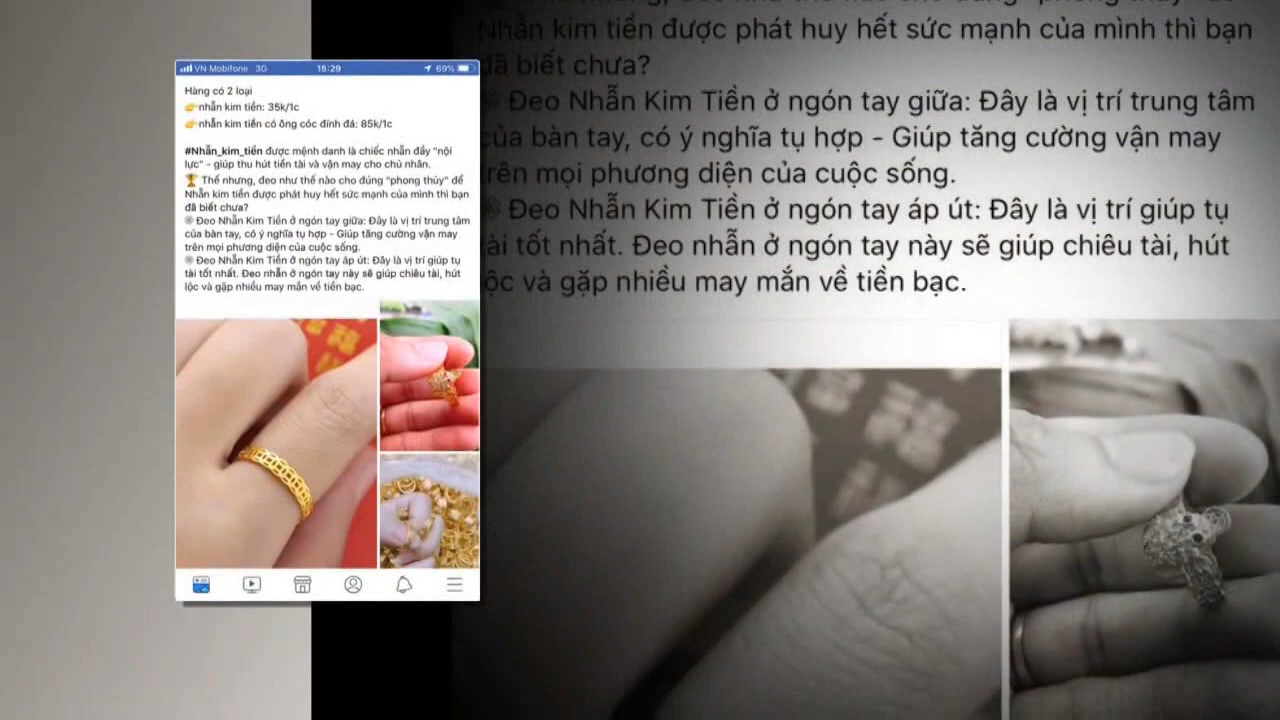 VN Mobifone 3G 15:29 69%
Hàng có 2 loại
👉nhẫn kim tiền: 35k/1c
👉nhẫn kim tiền có ông cóc đính đá: 85k/1c
#Nhẫn_kim_tiền được mệnh danh là chiếc nhẫn đầy "nội
lực" - giúp thu hút tiền tài và vận may cho chủ nhân.
🏆 Thế nhưng, đeo như thế nào cho đúng "phong thủy" để
Nhẫn kim tiền được phát huy hết sức mạnh của mình thì bạn
đã biết chưa?
Đeo Nhẫn Kim Tiền ở ngón tay giữa: Đây là vị trí trung tâm
của bàn tay, có ý nghĩa tụ hợp - Giúp tăng cường vận may
trên mọi phương diện của cuộc sống.
Đeo Nhẫn Kim Tiền ở ngón tay áp út: Đây là vị trí giúp tụ
tài tốt nhất. Đeo nhẫn ở ngón tay này sẽ giúp chiêu tài, hút
lộc và gặp nhiều may mắn về tiền bạc.
Nhẫn kim tiền được phát huy hết sức mạnh của mình thì bạn
đã biết chưa?
Đeo Nhẫn Kim Tiền ở ngón tay giữa: Đây là vị trí trung tâm
của bàn tay, có ý nghĩa tụ hợp - Giúp tăng cường vận may
trên mọi phương diện của cuộc sống.
Đeo Nhẫn Kim Tiền ở ngón tay áp út: Đây là vị trí giúp tụ
tài tốt nhất. Đeo nhẫn ở ngón tay này sẽ giúp chiêu tài, hút
lộc và gặp nhiều may mắn về tiền bạc.